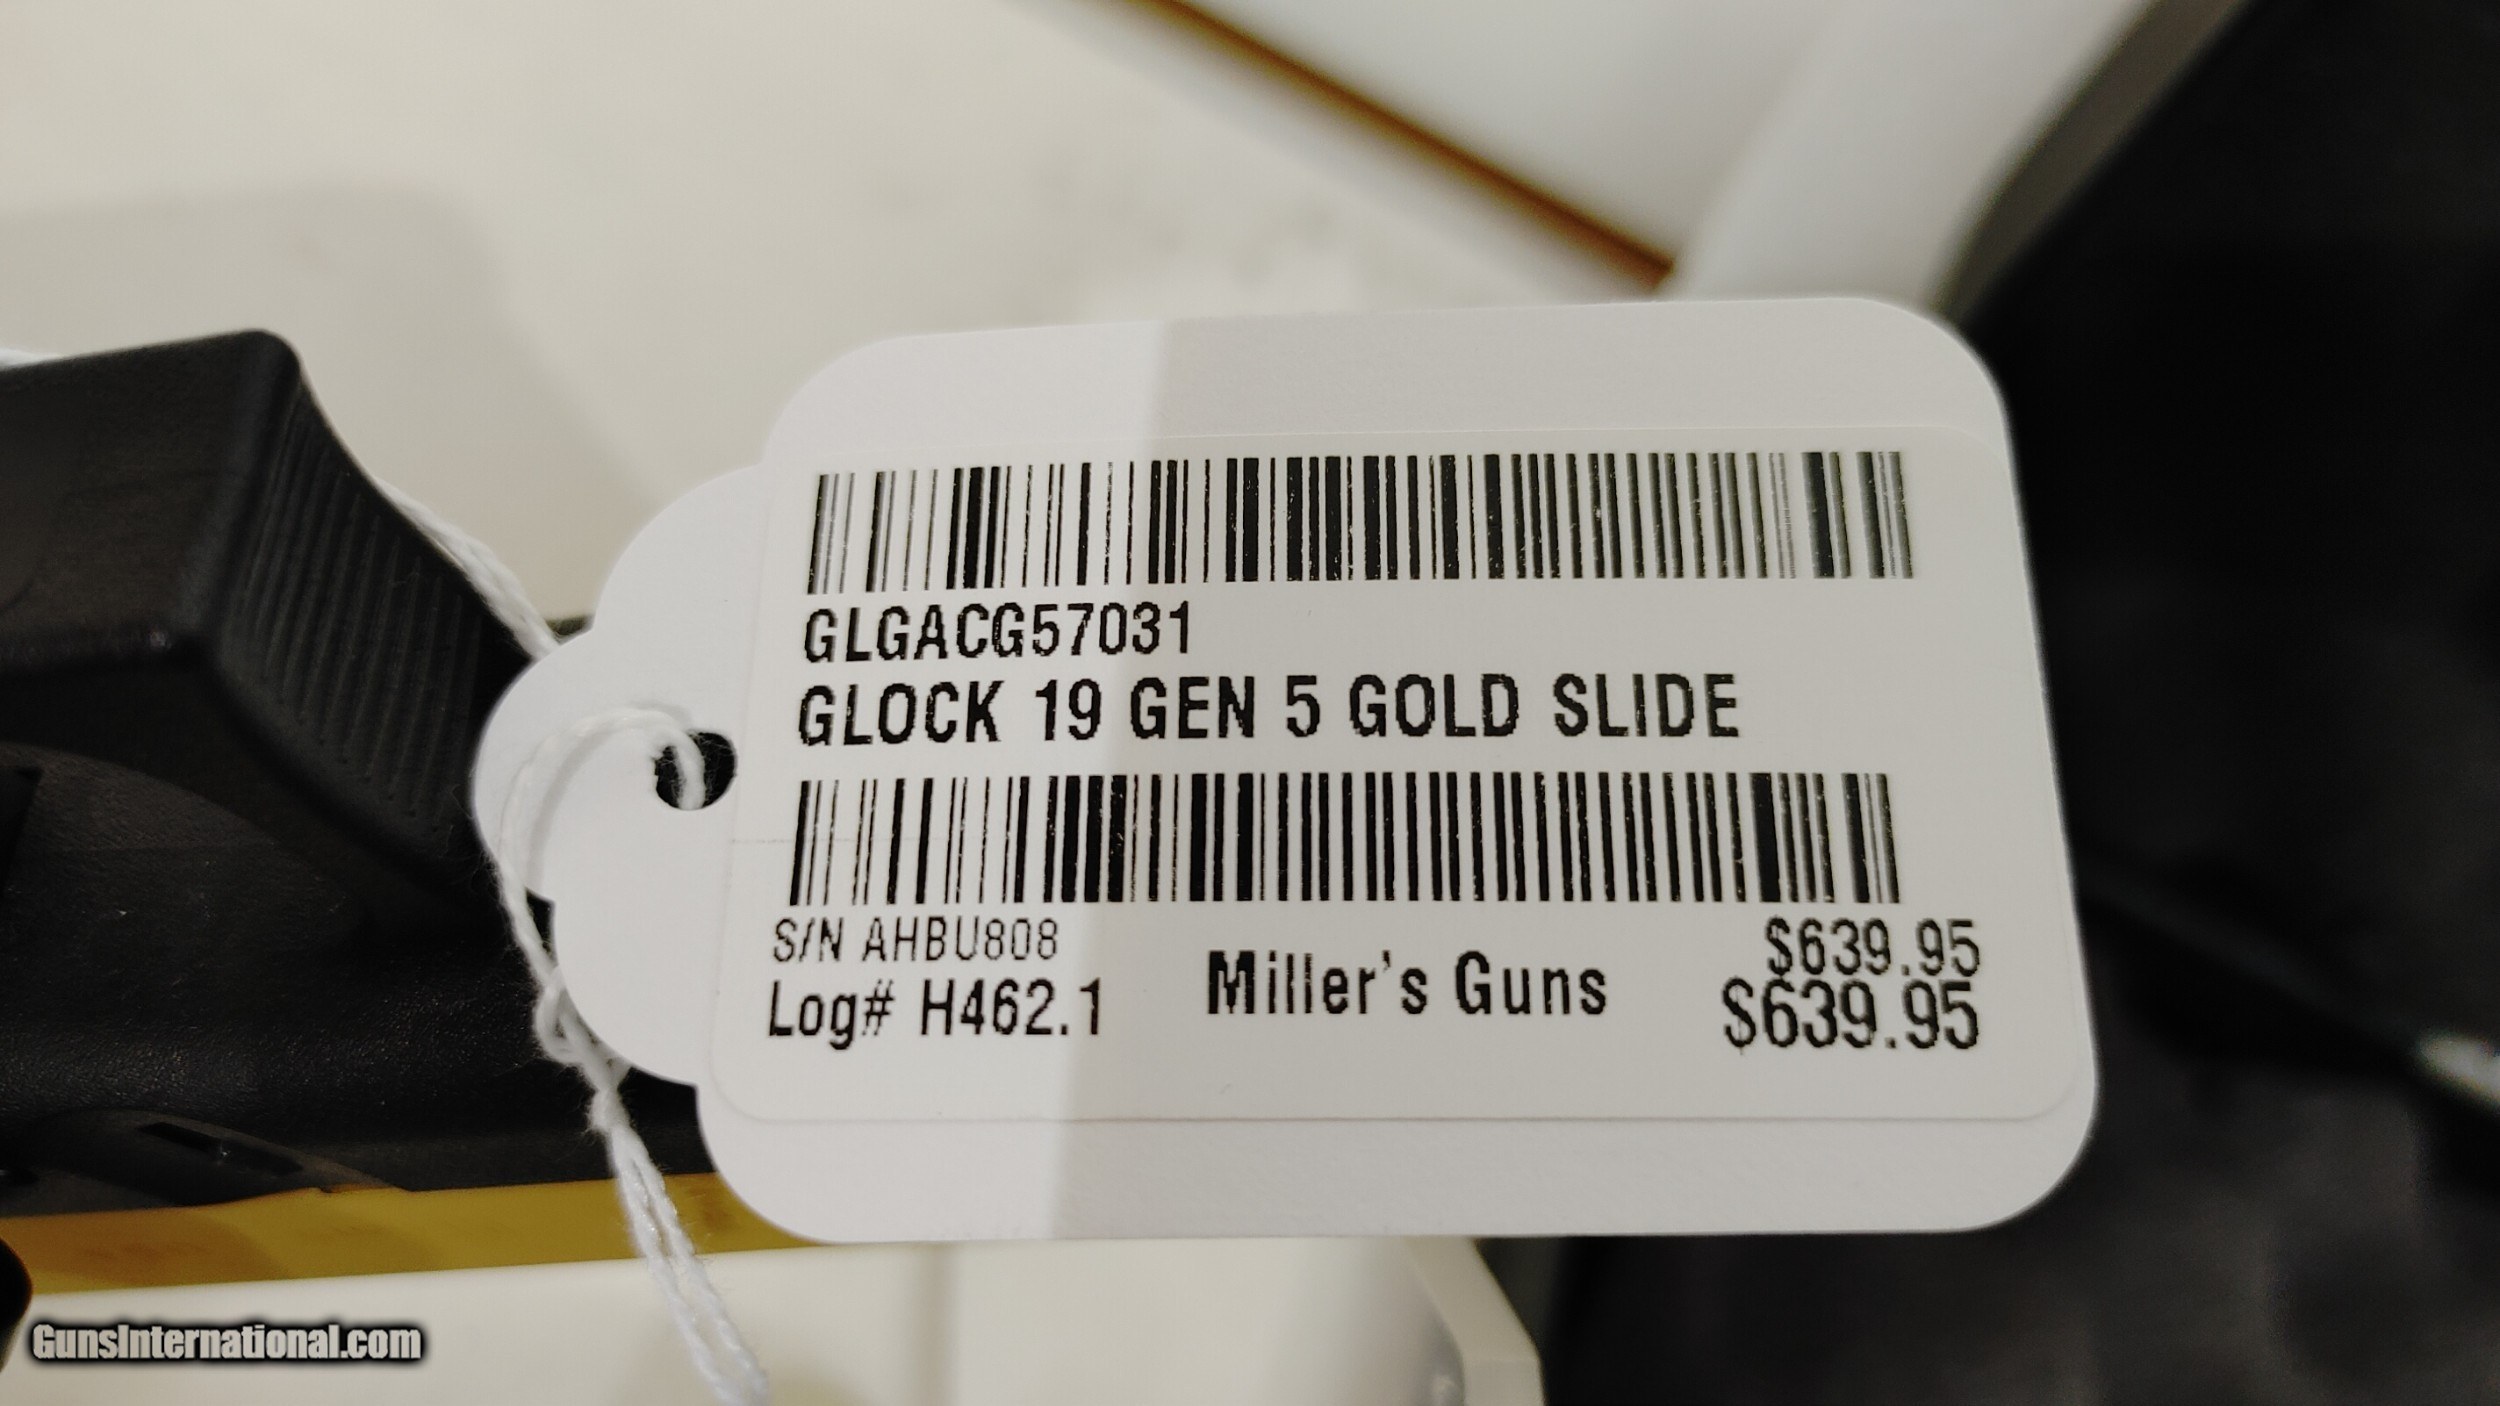 GLGACG57031
GLOCK 19 GEN 5 GOLD SLIDE
S/N AHBU808
Log# H462.1
Miller's Guns
$639.95
$639.95
GunsInternational.com